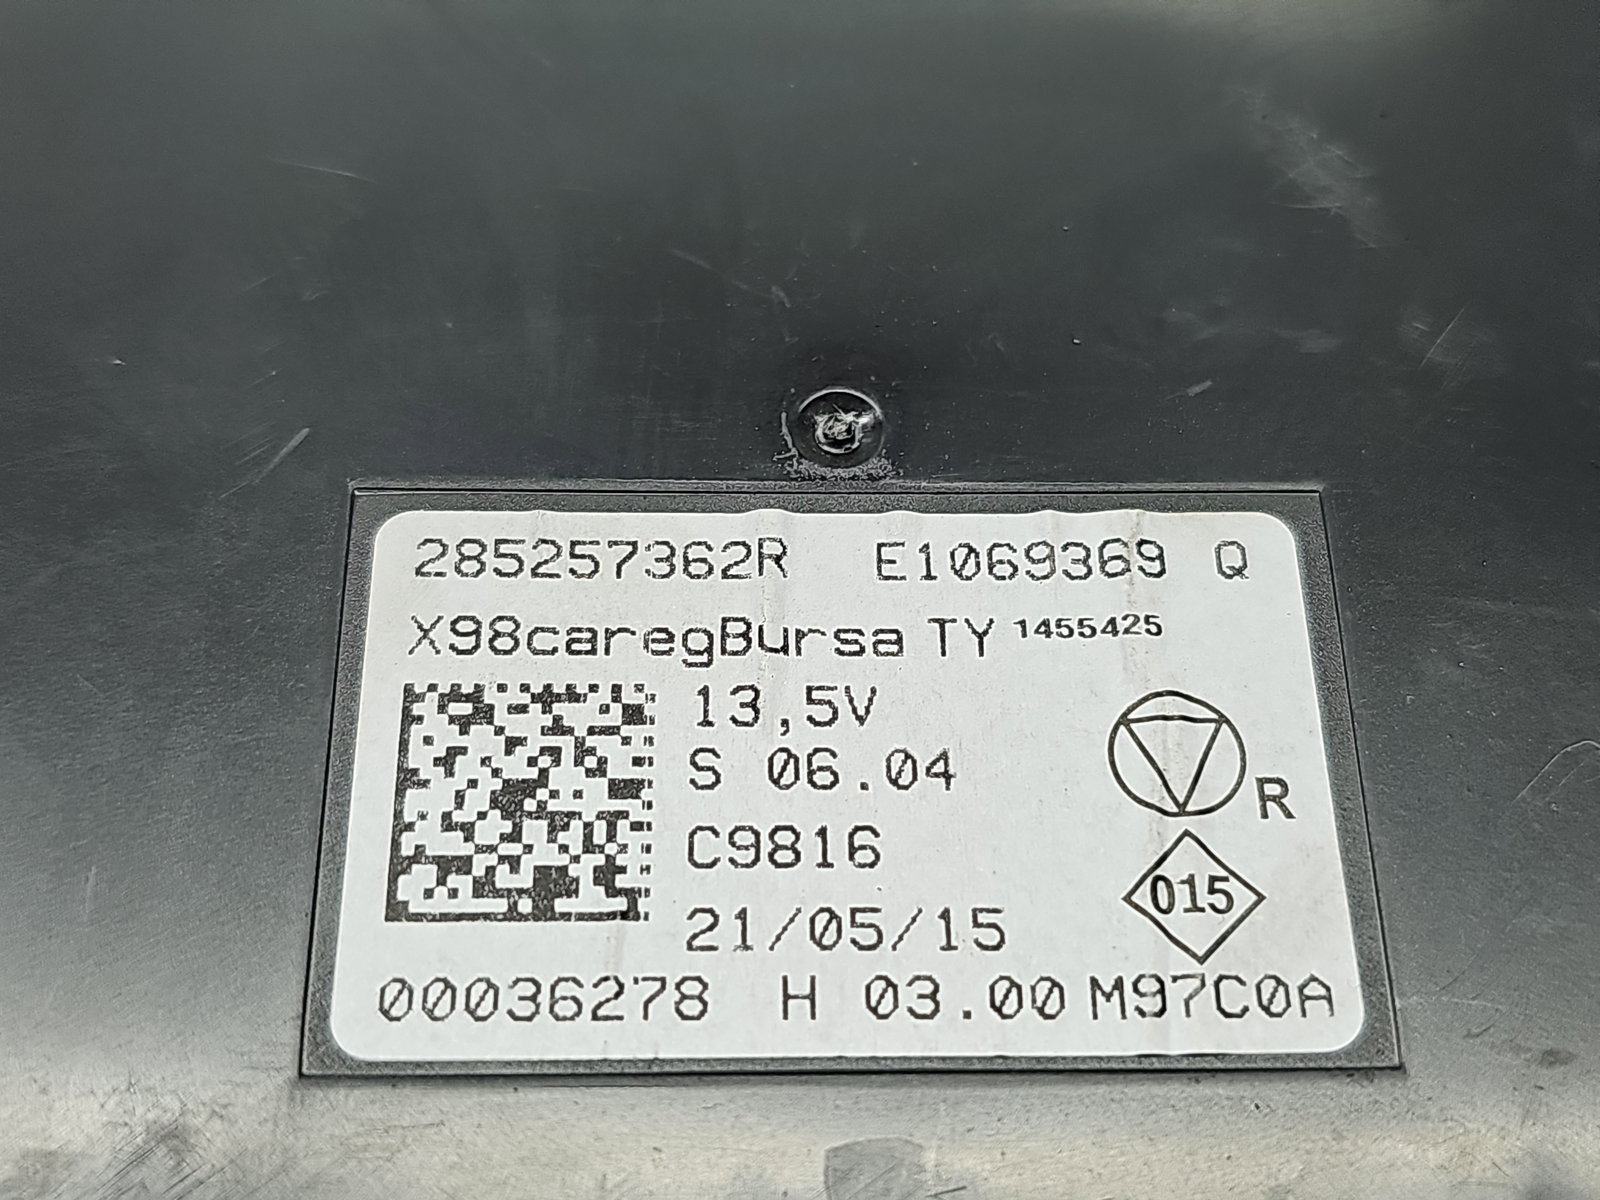 285257362R E1069369 Q
X98caregBursa TY 1455425
13,5V
S 06.04
R
C9816
015
21/05/15
00036278 H 03.00 M97C0A